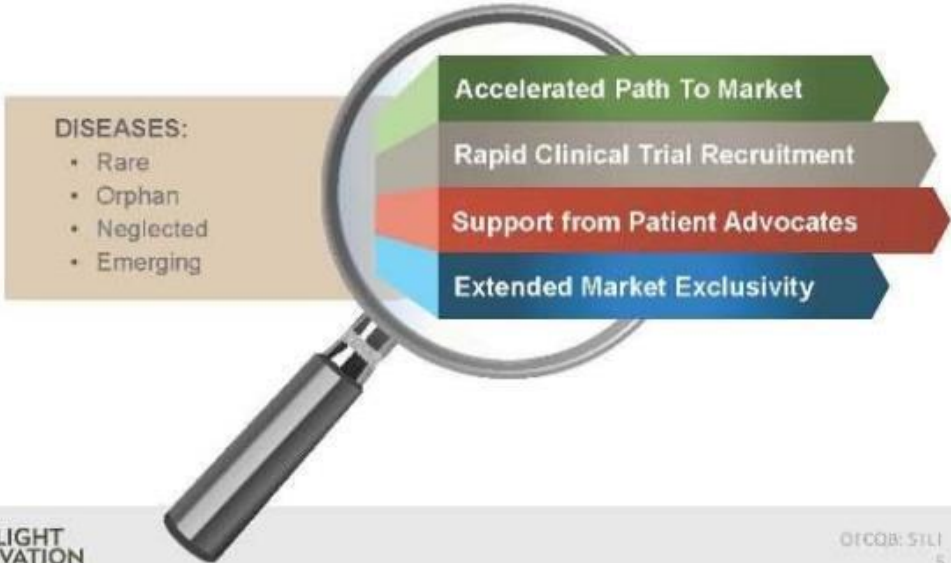 DISEASES:
• Rare
• Orphan
• Neglected
• Emerging
Accelerated Path To Market
Rapid Clinical Trial Recruitment
Support from Patient Advocates
Extended Market Exclusivity
LIGHT
VATION
SILI